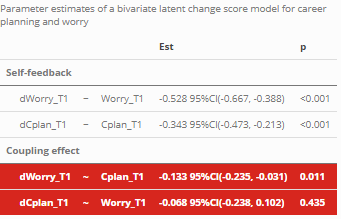 Parameter estimates of a bivariate latent change score model for career
planning and worry
Est p
Self-feedback
dWorry_T1 ~ Worry_T1 -0.528 95%CI(-0.667, -0.388) <0.001
dCplan_T1 ~ Cplan_T1 -0.343 95%CI(-0.473, -0.213) <0.001
Coupling effect
dWorry_T1 ~ Cplan_T1 -0.133 95%CI(-0.235, -0.031) 0.011
dCplan_T1 ~ Worry_T1 -0.068 95%CI(-0.238, 0.102) 0.435